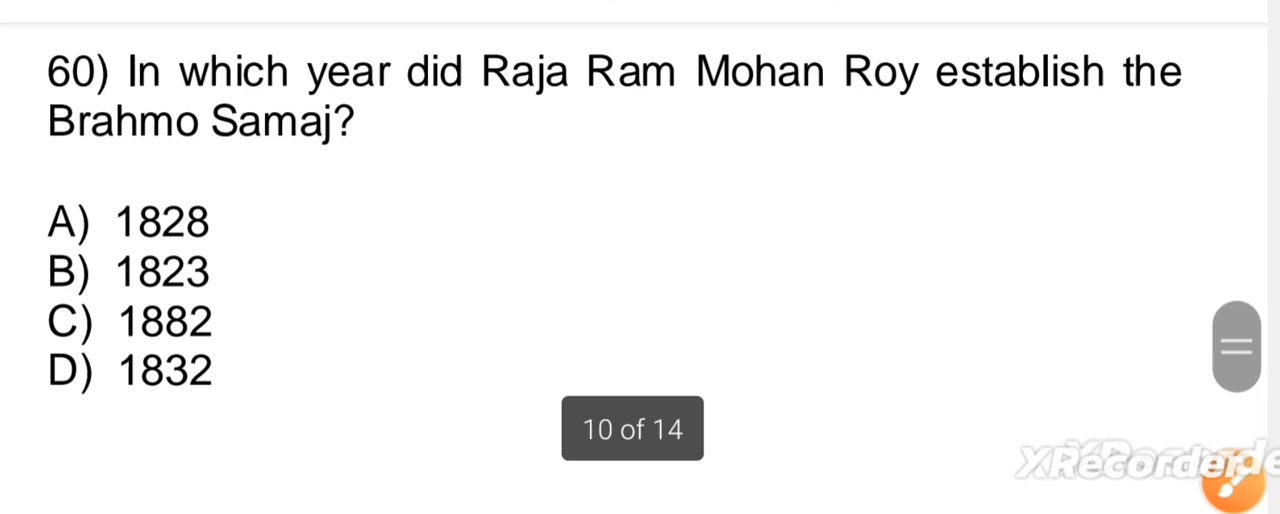 60) In which year did Raja Ram Mohan Roy establish the
Brahmo Samaj?
A) 1828
B) 1823
C) 1882
D) 1832
10 of 14
XRecorder